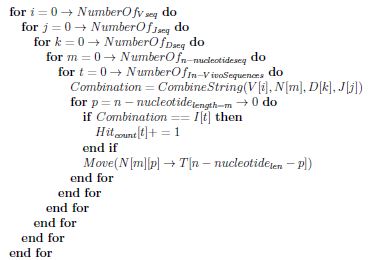 for i = 0 → NumberOf_{V seq} do
for j = 0 → NumberOf_{Jseq} do
for k = 0 → NumberOf_{Dseq} do
for m = 0 → NumberOf_{n−nucleotideseq} do
for t = 0 → NumberOf_{In−V ivoSequences} do
Combination = CombineString(V[i], N[m], D[k], J[j])
for p = n − nucleotide_{length=m} → 0 do
if Combination == I[t] then
Hit_{count}[t]+ = 1
end if
Move(N[m][p] → T[n − nucleotide_{len} − p])
end for
end for
end for
end for
end for
end for